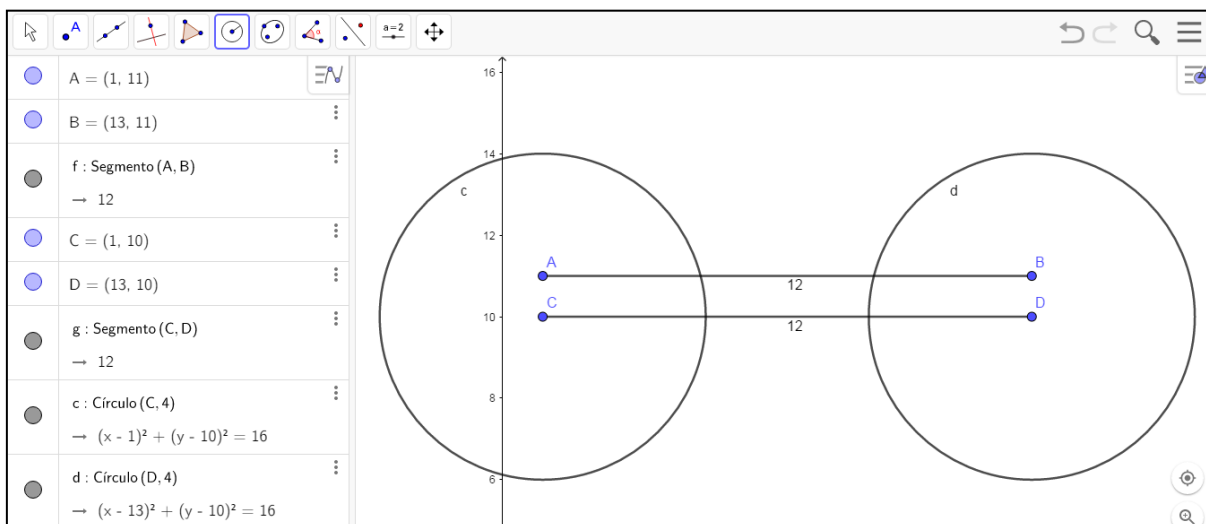 A
a=2
A = (1, 11)
B = (13, 11)
f : Segmento (A, B)
→ 12
C = (1, 10)
D = (13, 10)
g : Segmento (C, D)
→ 12
c : Círculo (C, 4)
→ (x - 1)² + (y - 10)² = 16
d : Círculo (D, 4)
→ (x - 13)² + (y - 10)² = 16
16
14
12
10
8
6
c
d
A
B
12
C
D
12